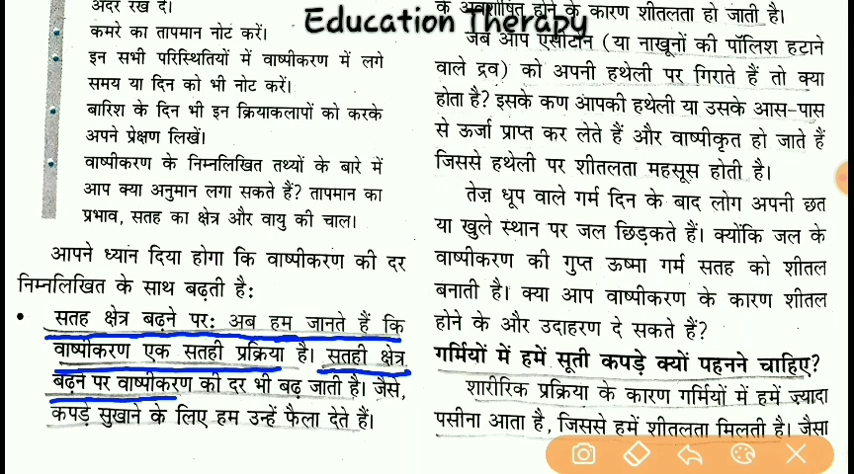 अंदर रख दें।
कमरे का तापमान नोट करें।
इन सभी परिस्थितियों में वाष्पीकरण में लगे
समय या दिन को भी नोट करें।
बारिश के दिन भी इन क्रियाकलापों को करके
अपने प्रेक्षण लिखें।
वाष्पीकरण के निम्नलिखित तथ्यों के बारे में
आप क्या अनुमान लगा सकते हैं? तापमान का
प्रभाव, सतह का क्षेत्र और वायु की चाल।
आपने ध्यान दिया होगा कि वाष्पीकरण की दर
निम्नलिखित के साथ बढ़ती है:
• सतह क्षेत्र बढ़ने पर: अब हम जानते हैं कि
वाष्पीकरण एक सतही प्रक्रिया है। सतही क्षेत्र
बढ़ने पर वाष्पीकरण की दर भी बढ़ जाती है। जैसे,
कपड़े सुखाने के लिए हम उन्हें फैला देते हैं।
Education Therapy
के अवशोषित होने के कारण शीतलता हो जाती है।
जब आप एसीटोन (या नाखूनों की पॉलिश हटाने
वाले द्रव) को अपनी हथेली पर गिराते हैं तो क्या
होता है? इसके कण आपकी हथेली या उसके आस-पास
से ऊर्जा प्राप्त कर लेते हैं और वाष्पीकृत हो जाते हैं
जिससे हथेली पर शीतलता महसूस होती है।
तेज़ धूप वाले गर्म दिन के बाद लोग अपनी छत
या खुले स्थान पर जल छिड़कते हैं। क्योंकि जल के
वाष्पीकरण की गुप्त ऊष्मा गर्म सतह को शीतल
बनाती है। क्या आप वाष्पीकरण के कारण शीतल
होने के और उदाहरण दे सकते हैं?
गर्मियों में हमें सूती कपड़े क्यों पहनने चाहिए?
शारीरिक प्रक्रिया के कारण गर्मियों में हमें ज़्यादा
पसीना आता है, जिससे हमें शीतलता मिलती है। जैसा